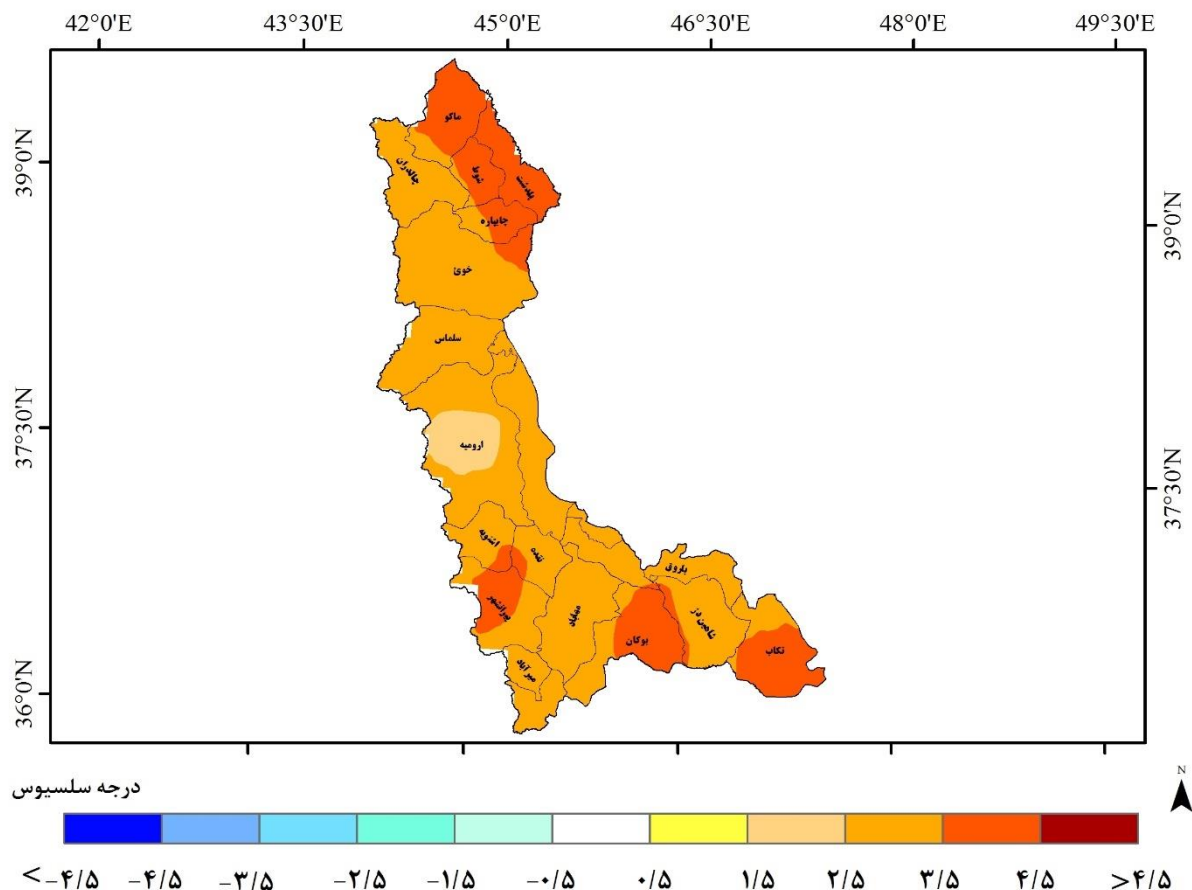 42°0'E 43°30'E 45°0'E 46°30'E 48°0'E 49°30'E
39°0'N
39°0'N
37°30'N
37°30'N
36°0'N
ماکو
چالدران
شوط
پلدشت
چایپاره
خوئ
سلماس
ارومیه
اشنویه
نقده
پیرانشهر
مهاباد
میرآباد
بوکان
باروق
شاهین دژ
تکاب
درجه سلسیوس
N
< -۴/۵ -۴/۵ -۳/۵ -۲/۵ -۱/۵ -۰/۵ ۰/۵ ۱/۵ ۲/۵ ۳/۵ ۴/۵ >۴/۵